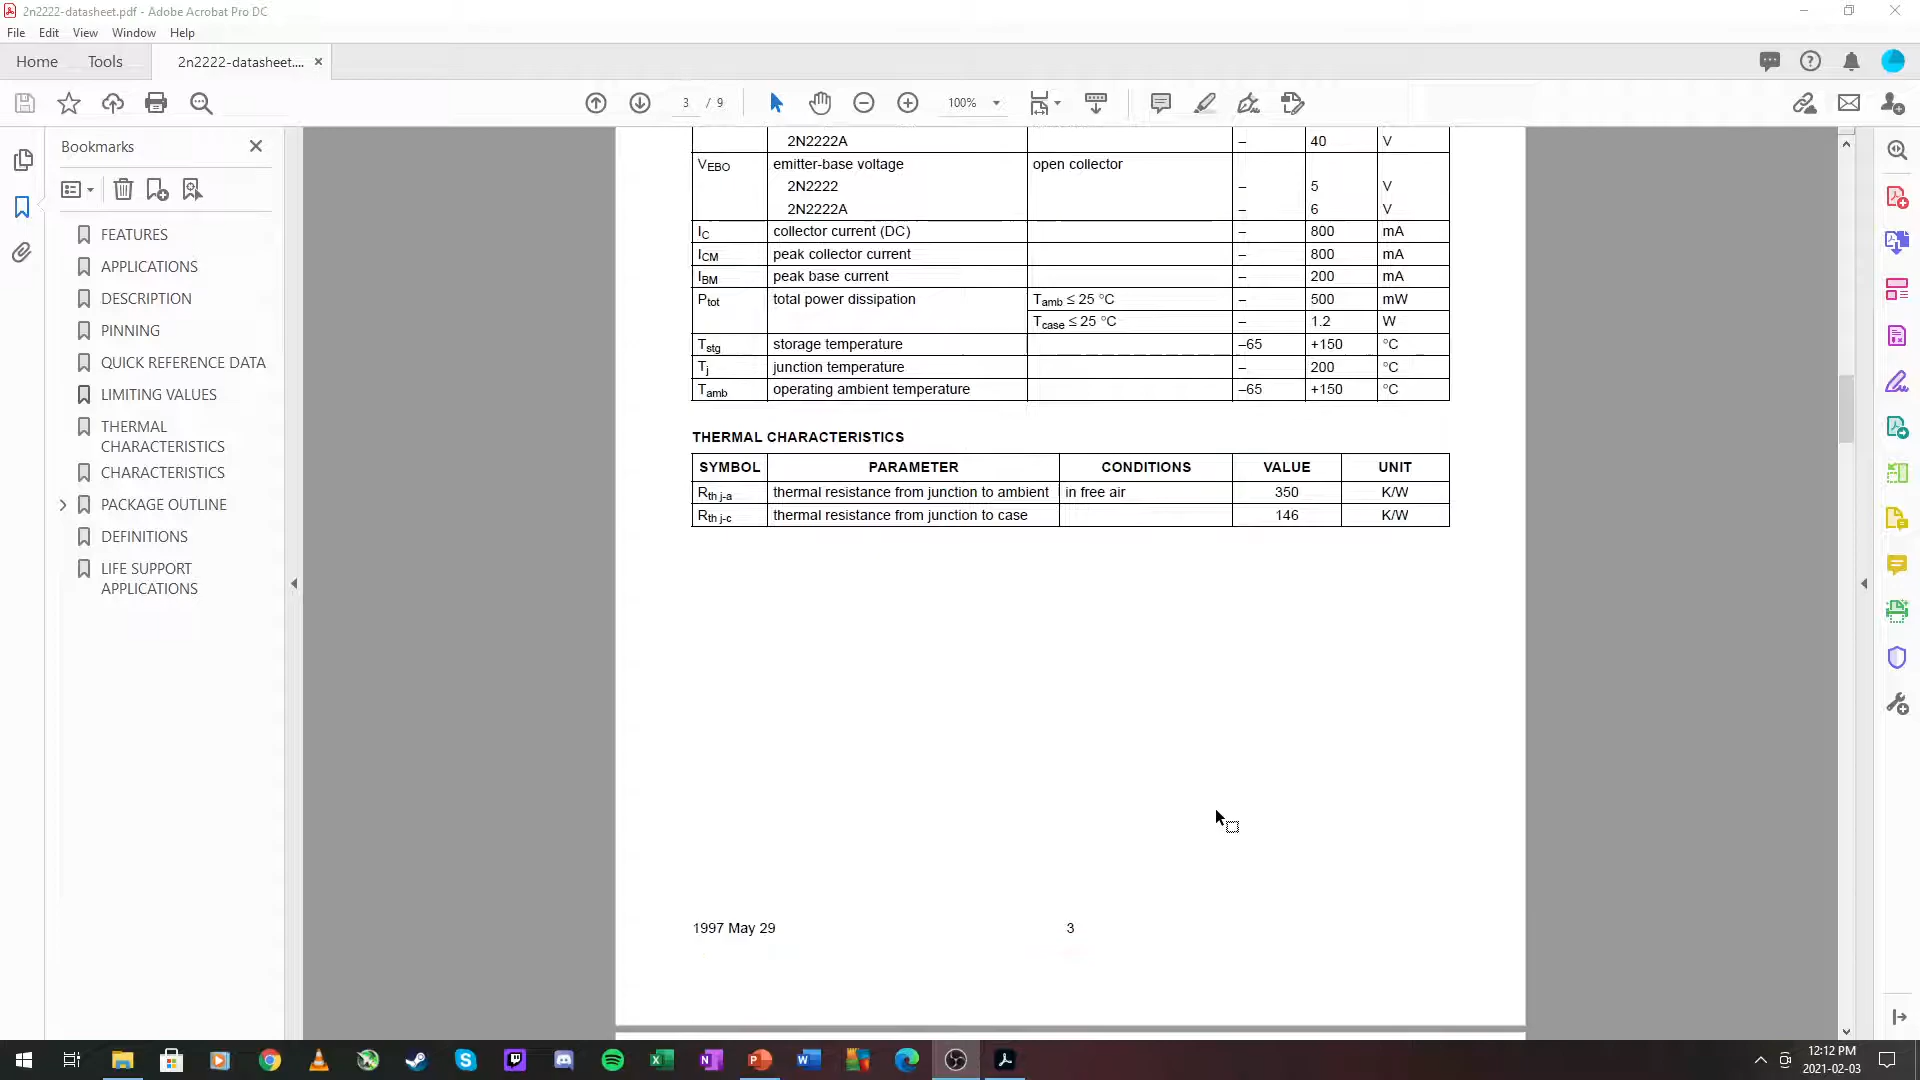 2n2222-datasheet.pdf - Adobe Acrobat Pro DC
File Edit View Window Help
Home Tools 2n2222-datasheet.... ×
3 / 9 100%
Bookmarks
FEATURES
APPLICATIONS
DESCRIPTION
PINNING
QUICK REFERENCE DATA
LIMITING VALUES
THERMAL
CHARACTERISTICS
CHARACTERISTICS
PACKAGE OUTLINE
DEFINITIONS
LIFE SUPPORT
APPLICATIONS
2N2222A – 40 V
VEBO emitter-base voltage open collector
2N2222 – 5 V
2N2222A – 6 V
IC collector current (DC) – 800 mA
ICM peak collector current – 800 mA
IBM peak base current – 200 mA
Ptot total power dissipation Tamb ≤ 25 °C – 500 mW
Tcase ≤ 25 °C – 1.2 W
Tstg storage temperature –65 +150 °C
Tj junction temperature – 200 °C
Tamb operating ambient temperature –65 +150 °C
THERMAL CHARACTERISTICS
SYMBOL PARAMETER CONDITIONS VALUE UNIT
Rth j-a thermal resistance from junction to ambient in free air 350 K/W
Rth j-c thermal resistance from junction to case 146 K/W
1997 May 29 3
12:12 PM
2021-02-03